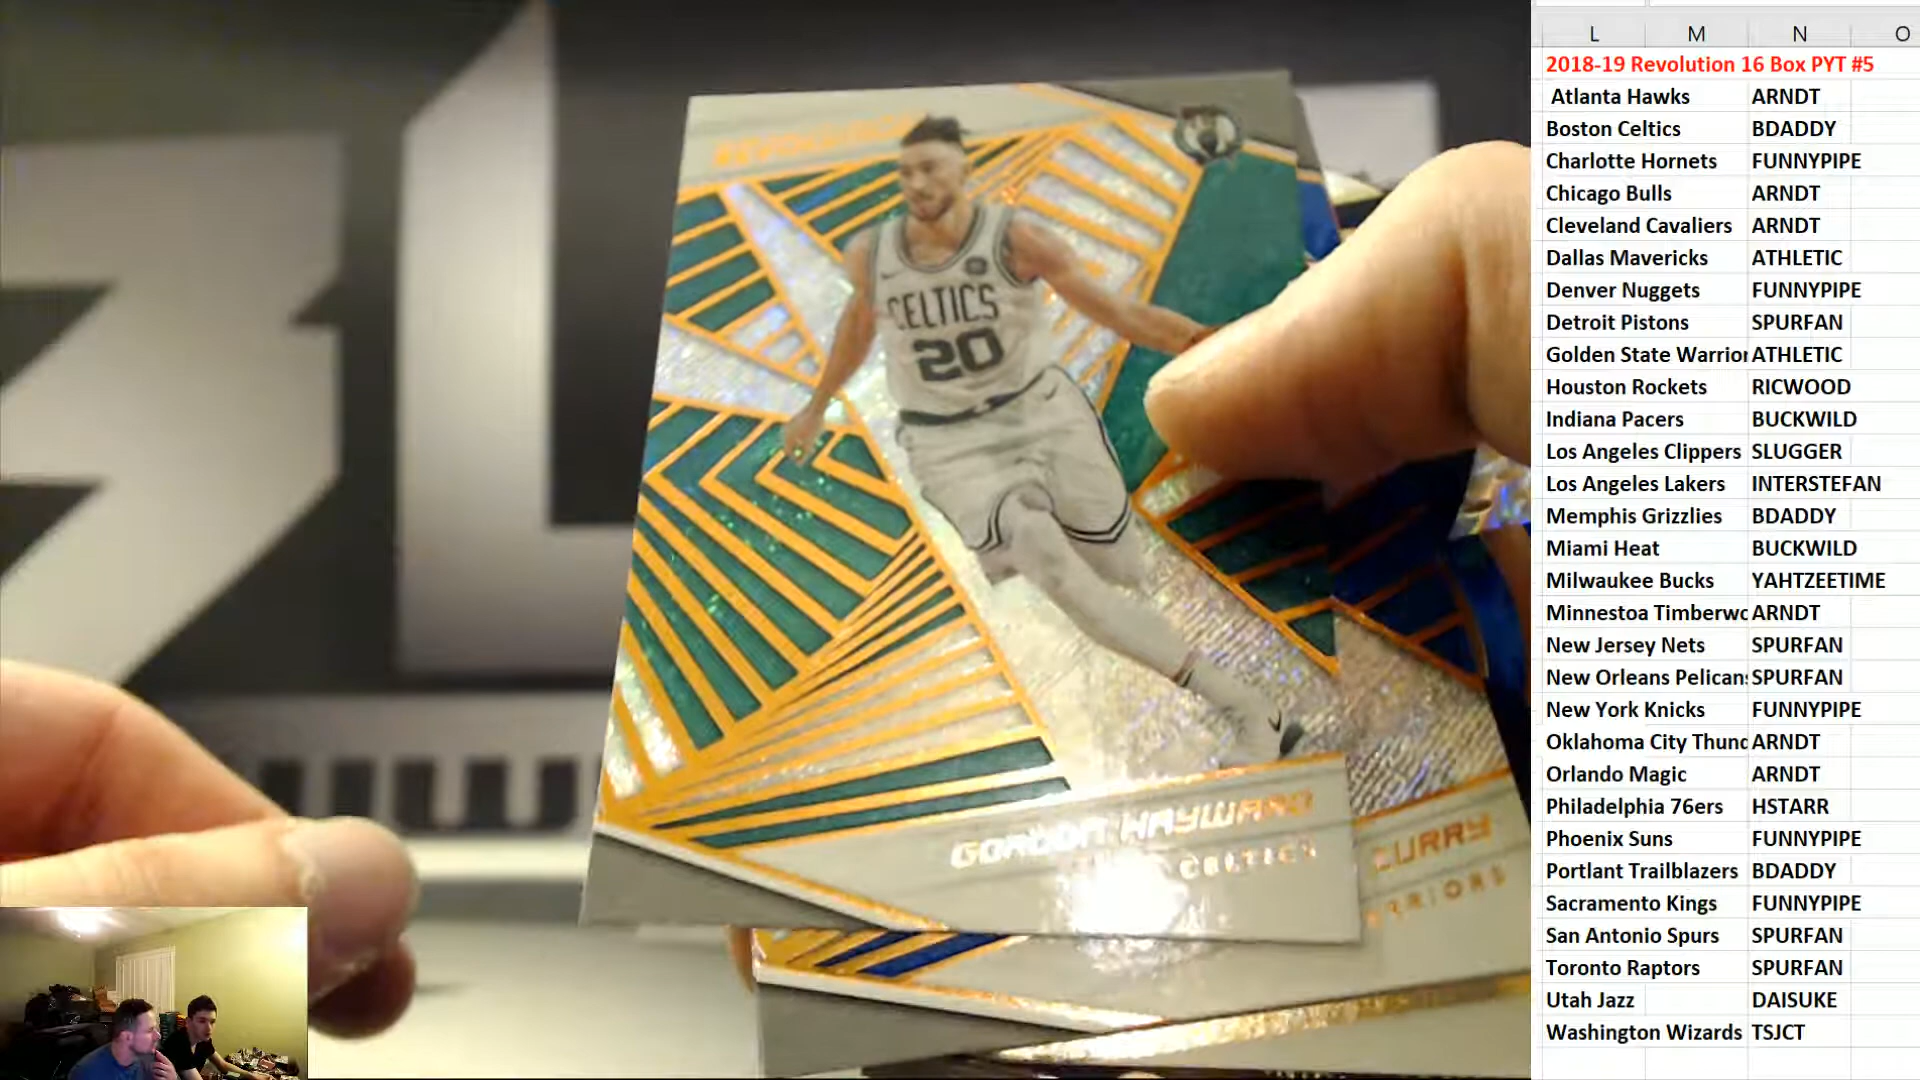 REVOLUTION
CELTICS
20
GORDON HAYWARD
CELTICS
CURRY
L M N O
2018-19 Revolution 16 Box PYT #5
Atlanta Hawks ARNDT
Boston Celtics BDADDY
Charlotte Hornets FUNNYPIPE
Chicago Bulls ARNDT
Cleveland Cavaliers ARNDT
Dallas Mavericks ATHLETIC
Denver Nuggets FUNNYPIPE
Detroit Pistons SPURFAN
Golden State Warrior ATHLETIC
Houston Rockets RICWOOD
Indiana Pacers BUCKWILD
Los Angeles Clippers SLUGGER
Los Angeles Lakers INTERSTEFAN
Memphis Grizzlies BDADDY
Miami Heat BUCKWILD
Milwaukee Bucks YAHTZEETIME
Minnestoa Timberwo ARNDT
New Jersey Nets SPURFAN
New Orleans Pelicans SPURFAN
New York Knicks FUNNYPIPE
Oklahoma City Thund ARNDT
Orlando Magic ARNDT
Philadelphia 76ers HSTARR
Phoenix Suns FUNNYPIPE
Portlant Trailblazers BDADDY
Sacramento Kings FUNNYPIPE
San Antonio Spurs SPURFAN
Toronto Raptors SPURFAN
Utah Jazz DAISUKE
Washington Wizards TSJCT